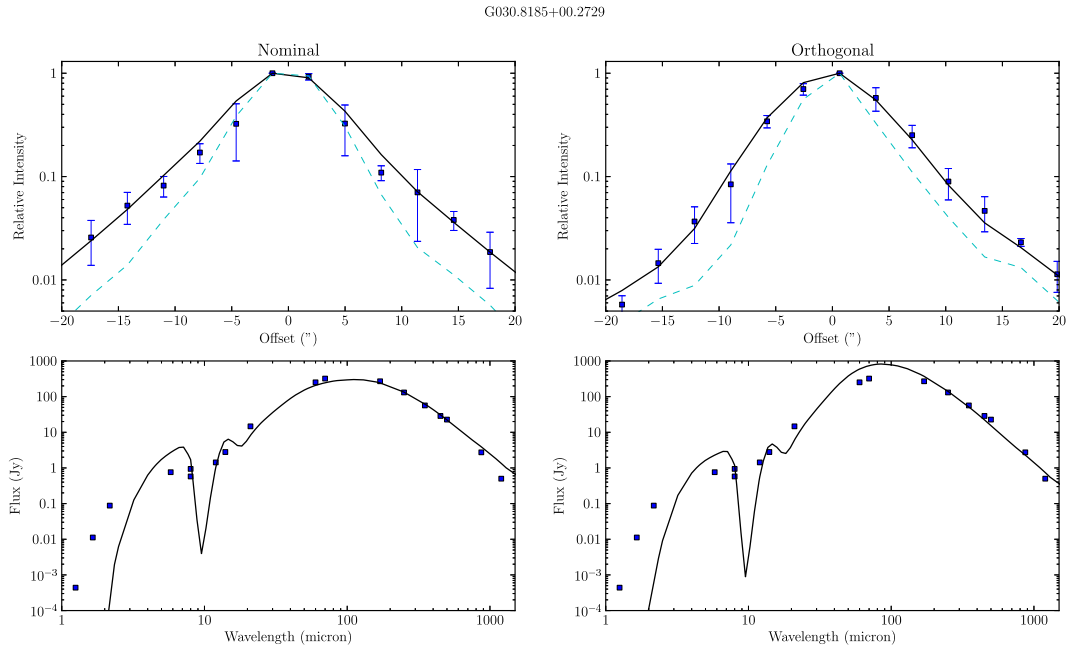 G030.8185+00.2729
Nominal
Orthogonal
Relative Intensity
1
0.1
0.01
−20 −15 −10 −5 0 5 10 15 20
Offset (")
Relative Intensity
1
0.1
0.01
−20 −15 −10 −5 0 5 10 15 20
Offset (")
Flux (Jy)
1000
100
10
1
0.1
0.01
10⁻³
10⁻⁴
1 10 100 1000
Wavelength (micron)
Flux (Jy)
1000
100
10
1
0.1
0.01
10⁻³
10⁻⁴
1 10 100 1000
Wavelength (micron)